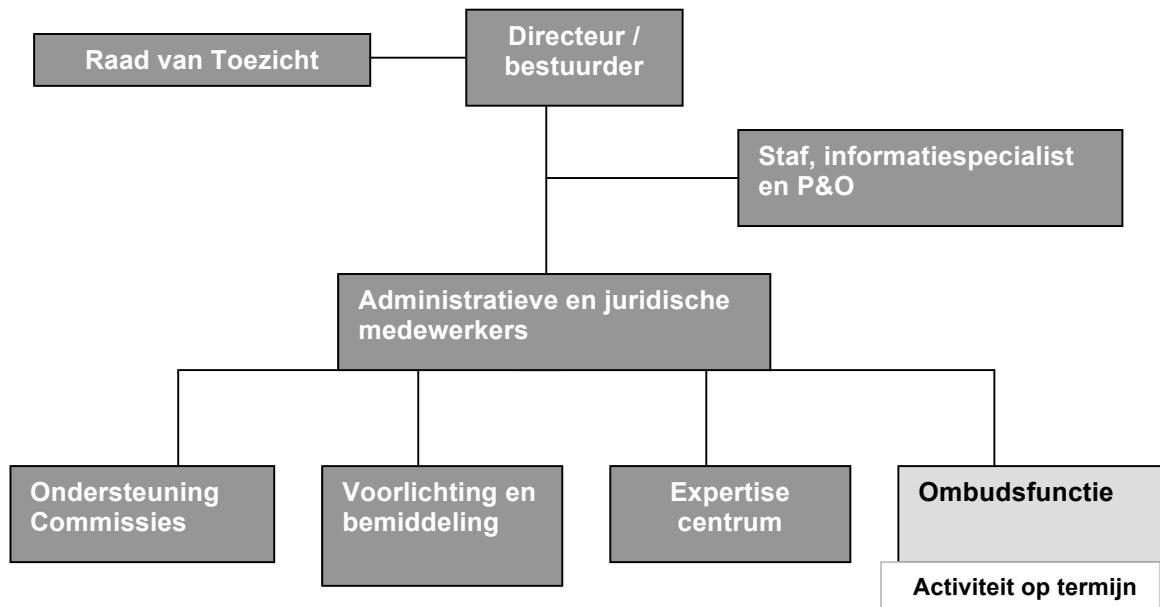 Directeur /
bestuurder
Raad van Toezicht
Staf, informatiespecialist
en P&O
Administratieve en juridische
medewerkers
Ondersteuning
Commissies
Voorlichting en
bemiddeling
Expertise
centrum
Ombudsfunctie
Activiteit op termijn